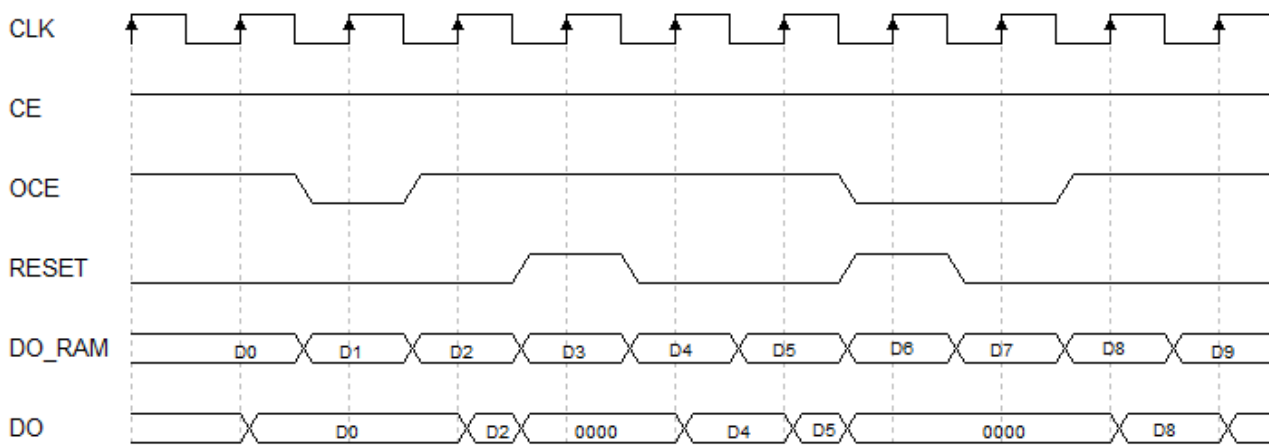 CLK
CE
OCE
RESET
DO_RAM D0 D1 D2 D3 D4 D5 D6 D7 D8 D9
DO D0 D2 0000 D4 D5 0000 D8